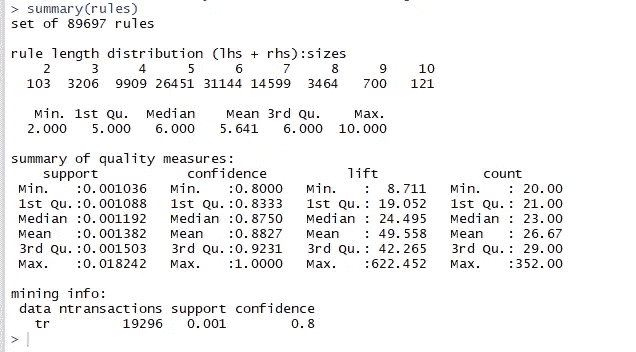 > summary(rules)
set of 89697 rules
rule length distribution (lhs + rhs):sizes
2 3 4 5 6 7 8 9 10
103 3206 9909 26451 31144 14599 3464 700 121
Min. 1st Qu. Median Mean 3rd Qu. Max.
2.000 5.000 6.000 5.641 6.000 10.000
summary of quality measures:
support confidence lift count
Min. :0.001036 Min. :0.8000 Min. : 8.711 Min. : 20.00
1st Qu.:0.001088 1st Qu.:0.8333 1st Qu.: 19.052 1st Qu.: 21.00
Median :0.001192 Median :0.8750 Median : 24.495 Median : 23.00
Mean :0.001382 Mean :0.8827 Mean : 49.558 Mean : 26.67
3rd Qu.:0.001503 3rd Qu.:0.9231 3rd Qu.: 42.265 3rd Qu.: 29.00
Max. :0.018242 Max. :1.0000 Max. :622.452 Max. :352.00
mining info:
data ntransactions support confidence
tr 19296 0.001 0.8
>